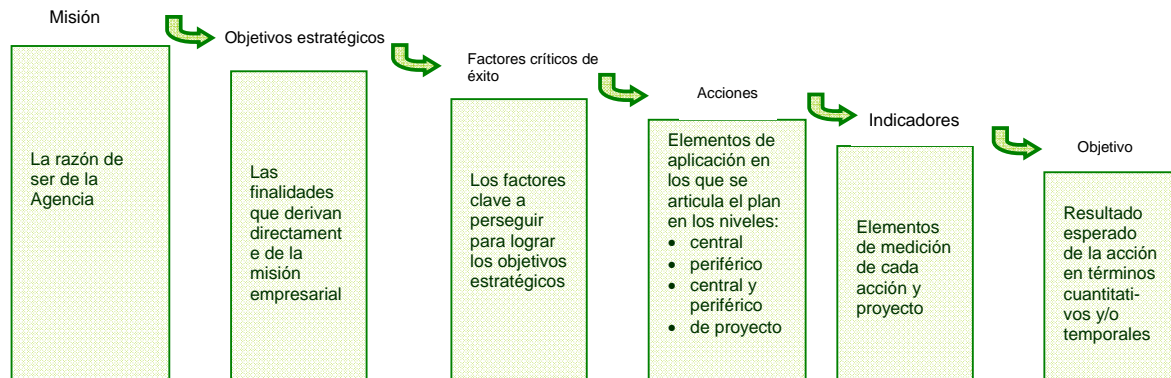 Misión
La razón de
ser de la
Agencia
Objetivos estratégicos
Las
finalidades
que derivan
directament
e de la
misión
empresarial
Factores críticos de
éxito
Los factores
clave a
perseguir
para lograr
los objetivos
estratégicos
Acciones
Elementos de
aplicación en
los que se
articula el plan
en los niveles:
• central
• periférico
• central y
periférico
• de proyecto
Indicadores
Elementos
de medición
de cada
acción y
proyecto
Objetivo
Resultado
esperado
de la acción
en términos
cuantitati-
vos y/o
temporales